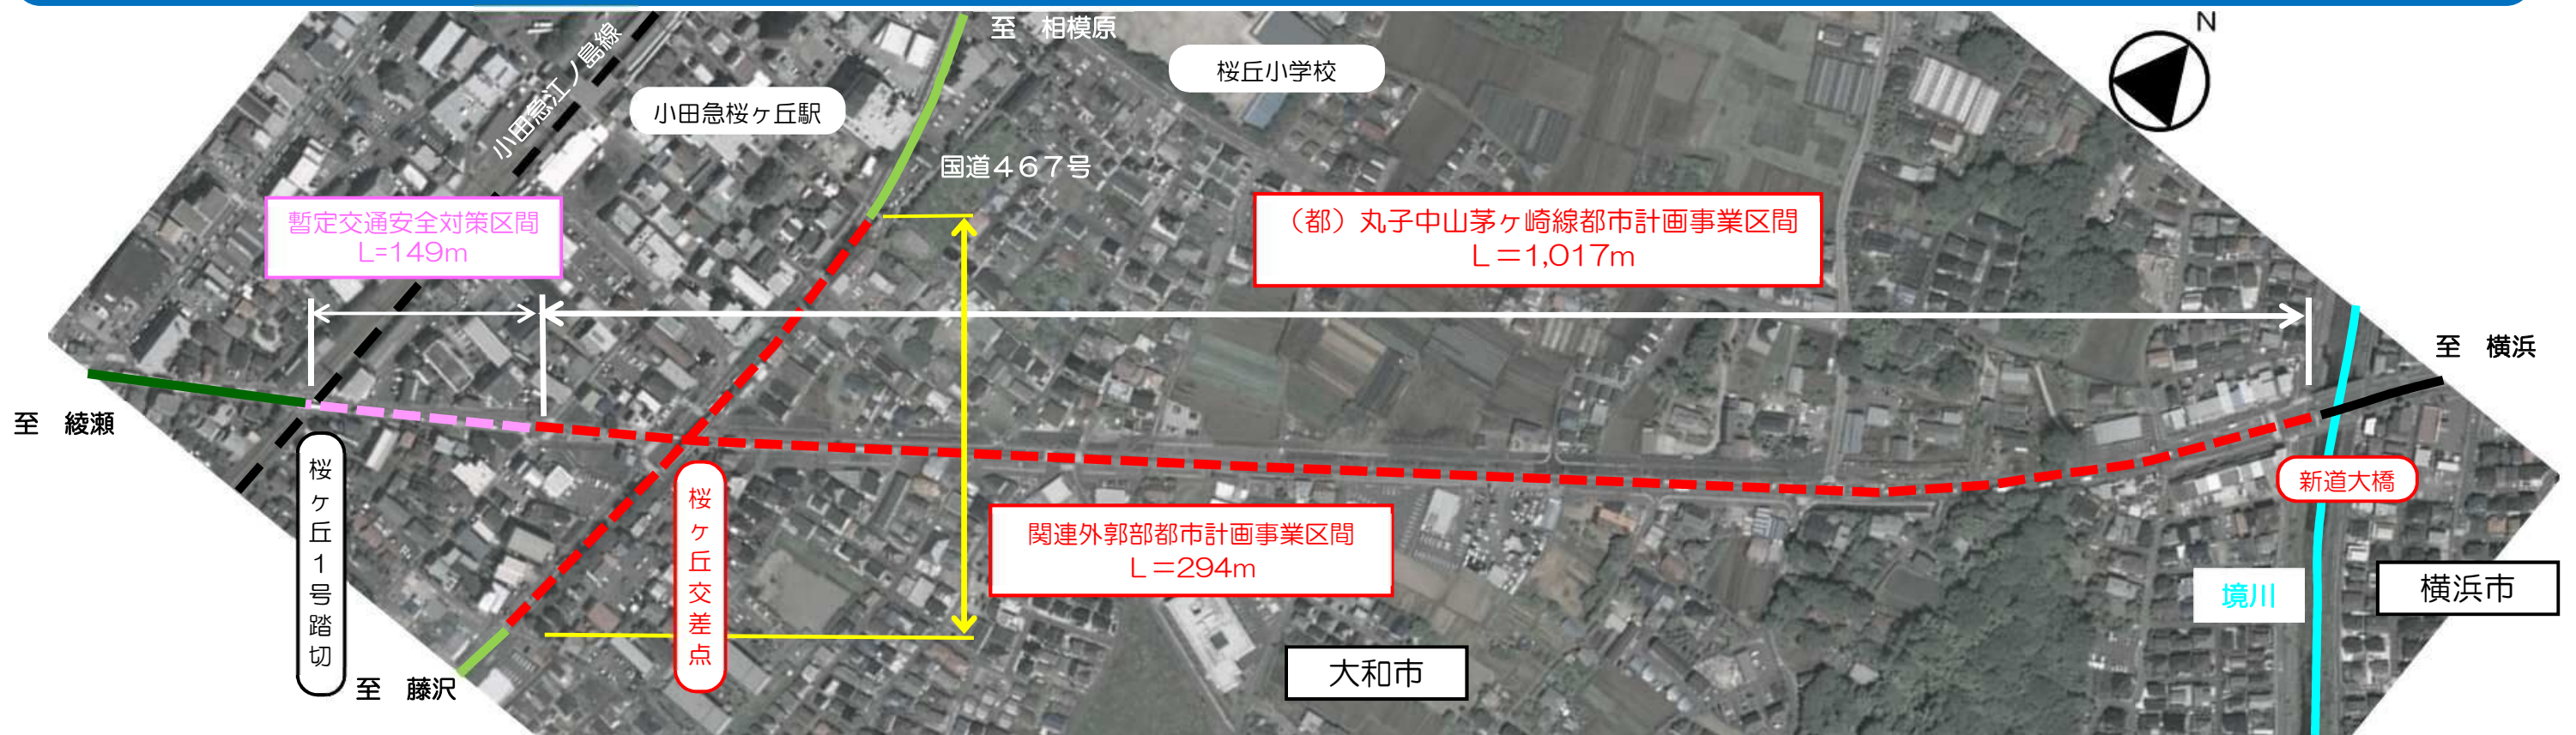 N
至　相模原
小田急江ノ島線
桜丘小学校
小田急桜ヶ丘駅
国道４６７号
暫定交通安全対策区間
L=149m
（都）丸子中山茅ヶ崎線都市計画事業区間
L＝1,017m
至　横浜
至　綾瀬
桜ヶ丘１号踏切
桜ヶ丘交差点
新道大橋
関連外郭部都市計画事業区間
L＝294m
境川
横浜市
大和市
至　藤沢